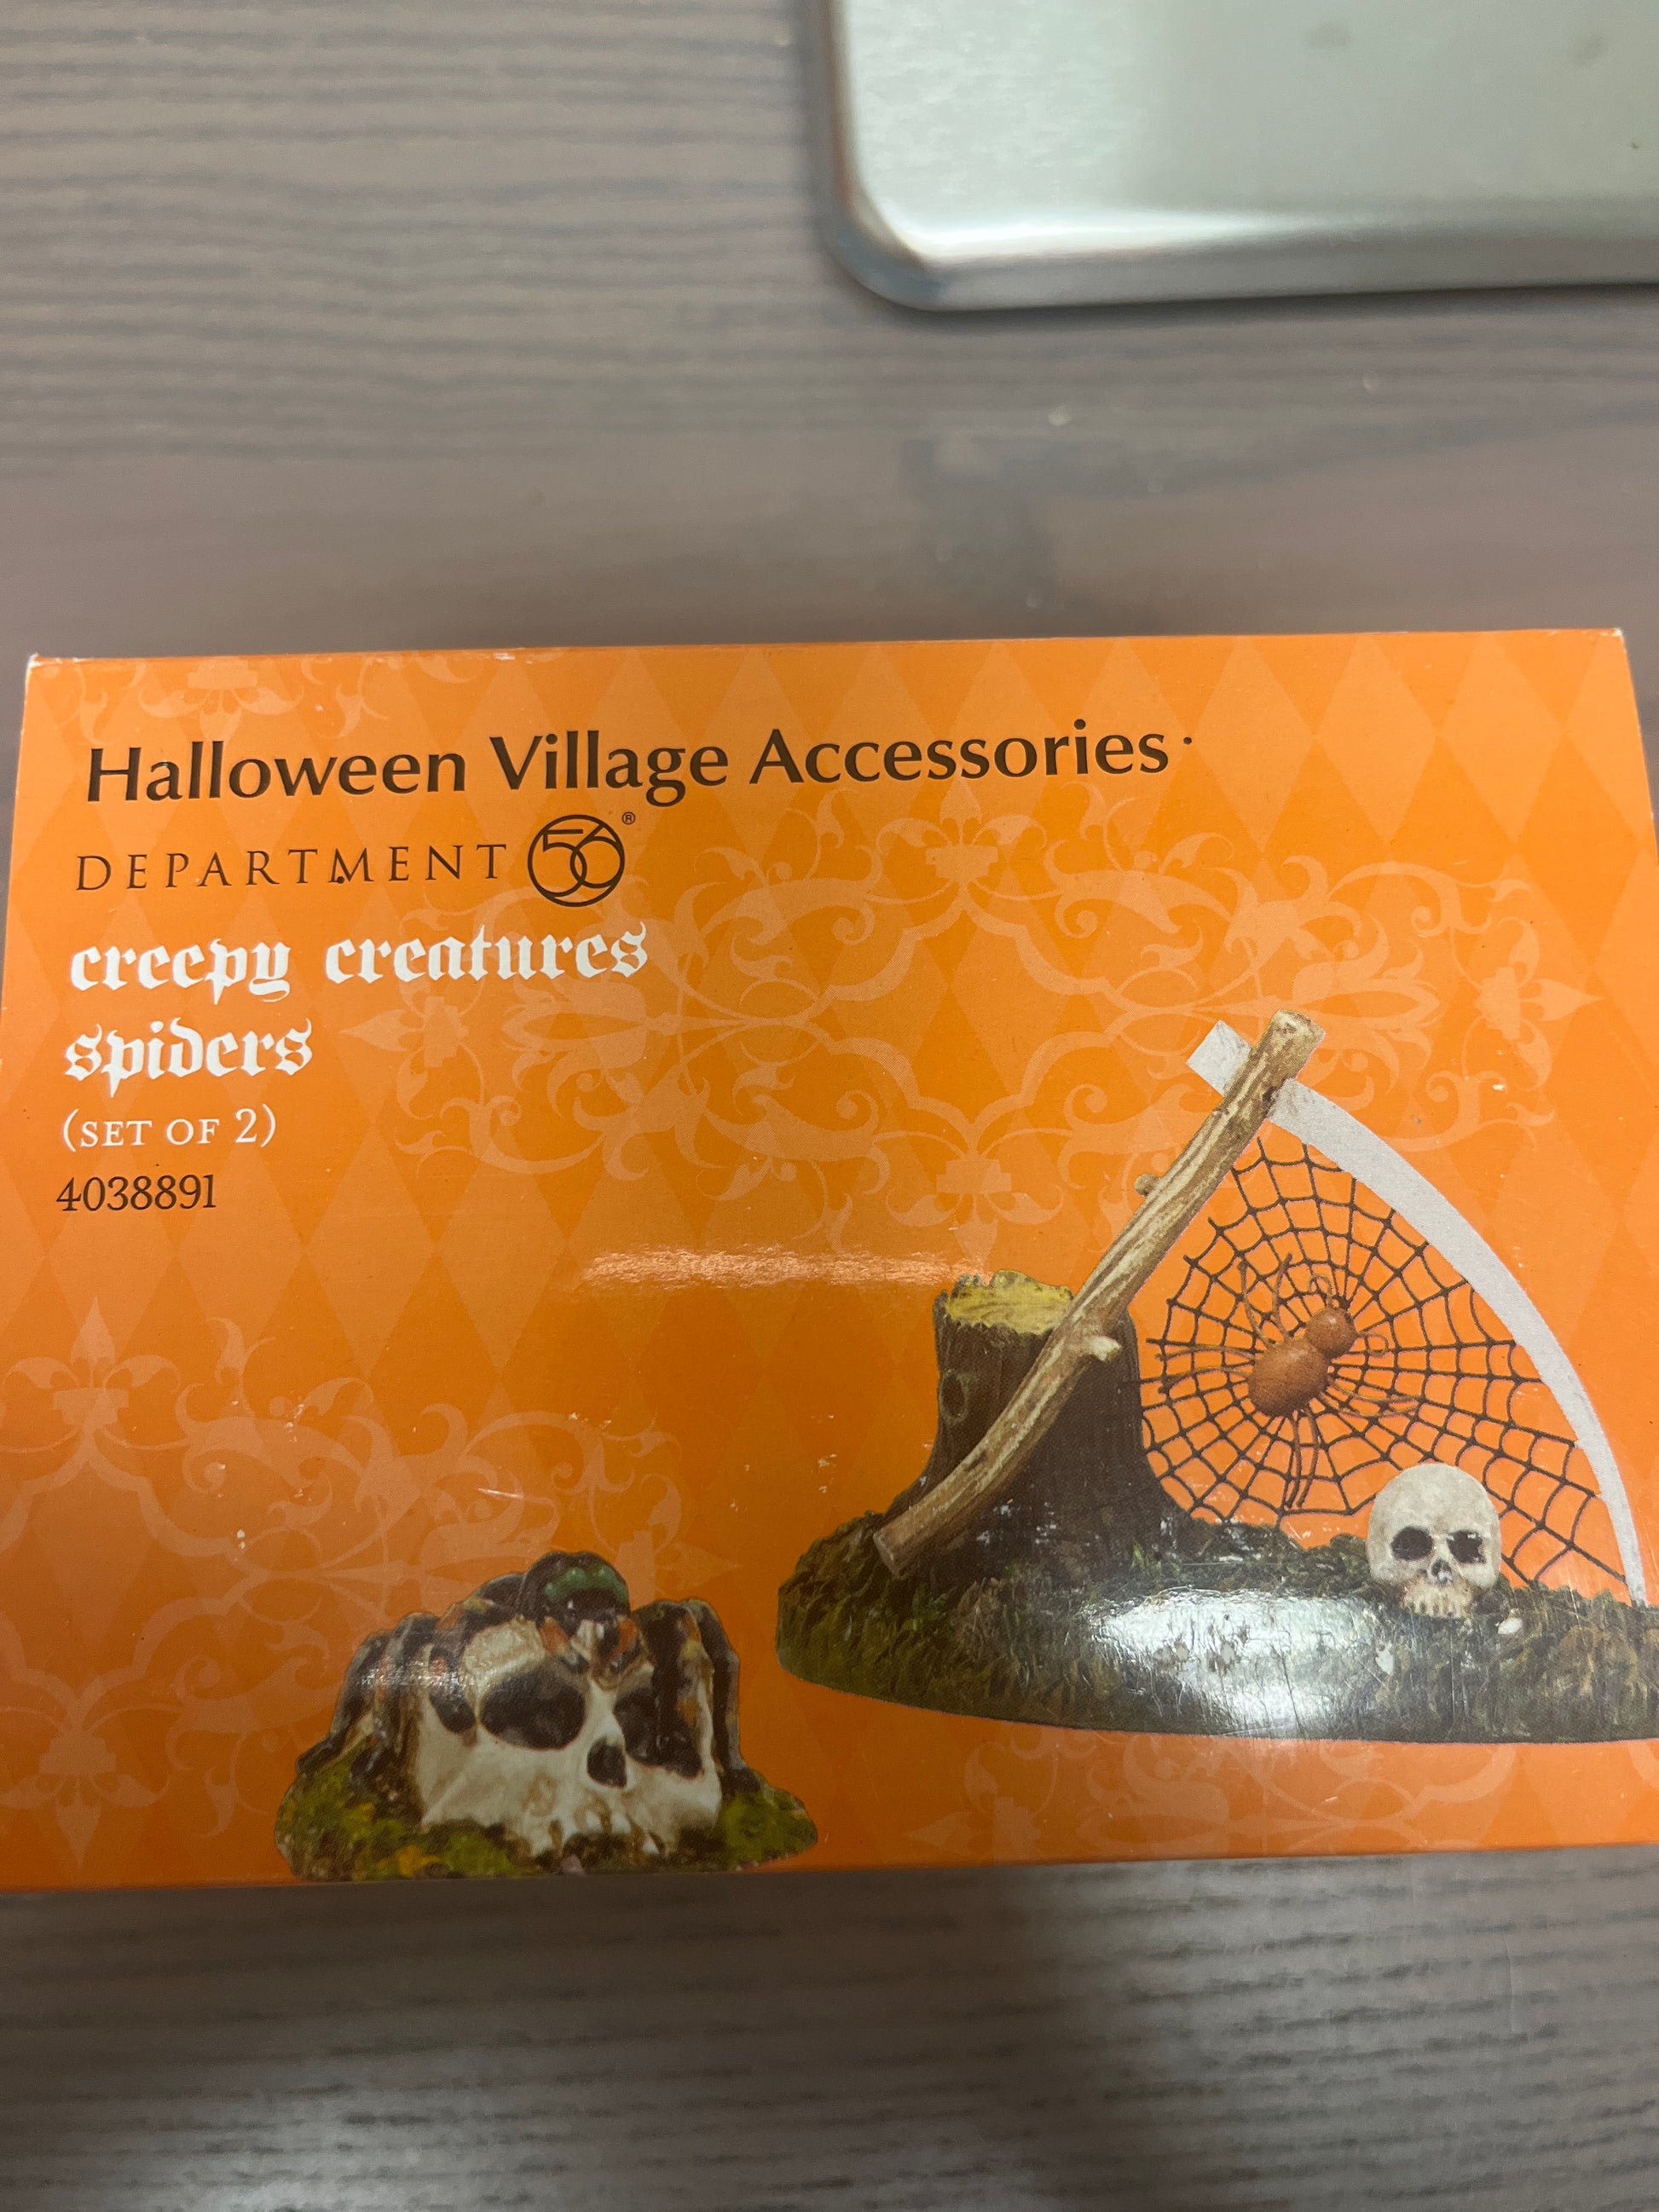 Halloween Village Accessories
DEPARTMENT 56®
creepy creatures
spiders
(SET OF 2)
4038891